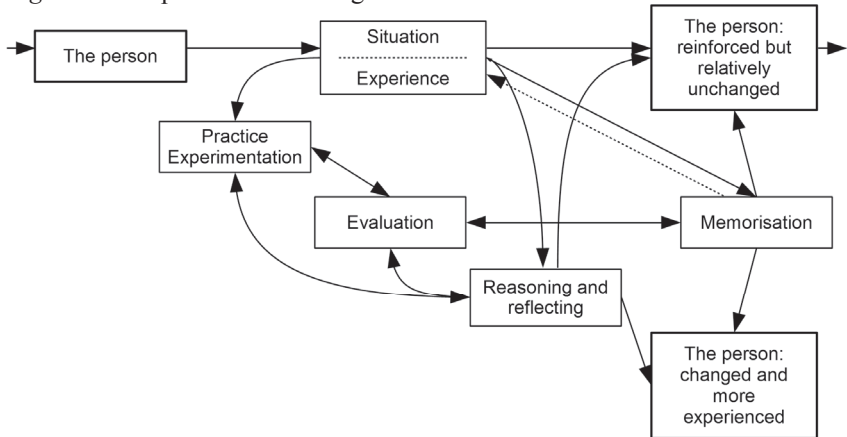 The person
Situation
Experience
The person:
reinforced but
relatively
unchanged
Practice
Experimentation
Evaluation
Memorisation
Reasoning and
reflecting
The person:
changed and
more
experienced